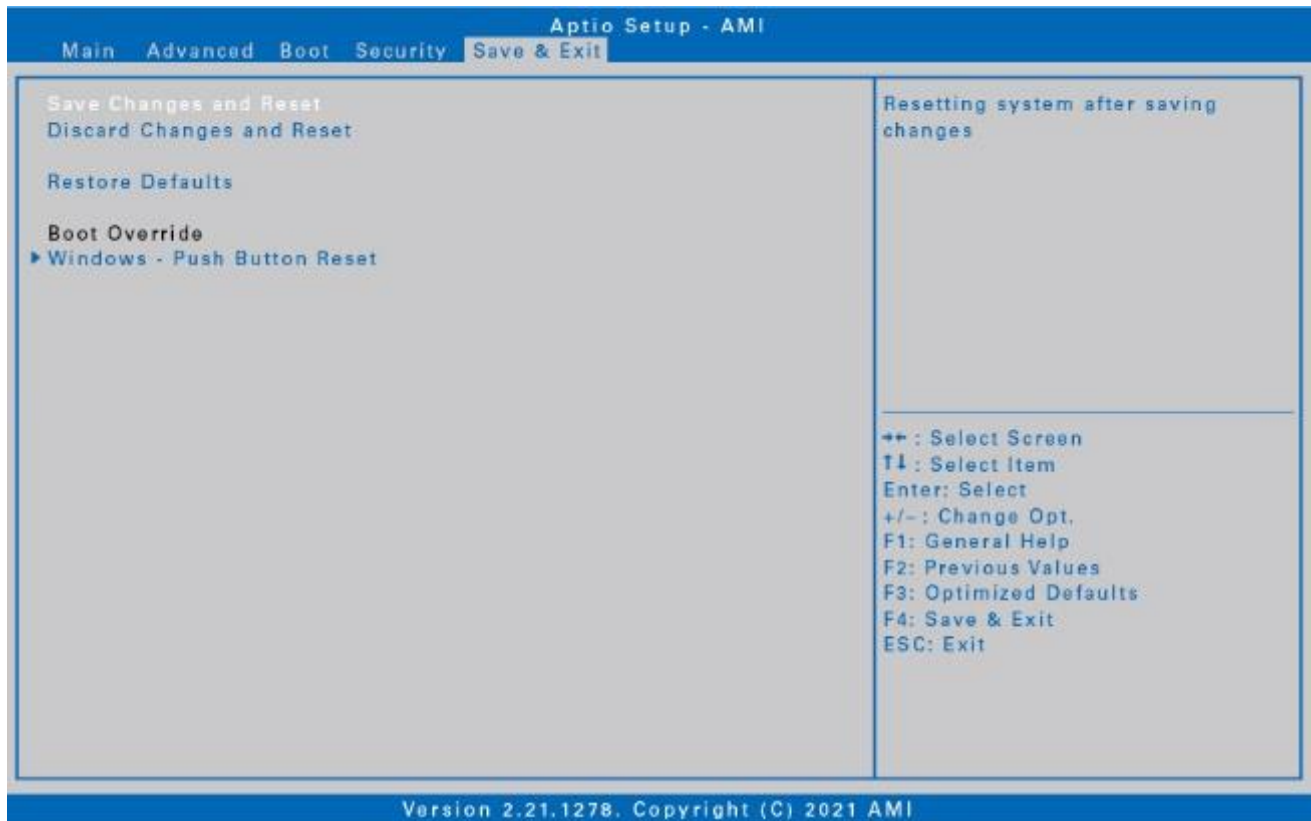 Aptio Setup - AMI
Main Advanced Boot Security Save & Exit
Save Changes and Reset
Discard Changes and Reset
Restore Defaults
Boot Override
Windows - Push Button Reset
Resetting system after saving
changes
→←: Select Screen
↑↓: Select Item
Enter: Select
+/-: Change Opt.
F1: General Help
F2: Previous Values
F3: Optimized Defaults
F4: Save & Exit
ESC: Exit
Version 2.21.1278. Copyright (C) 2021 AMI